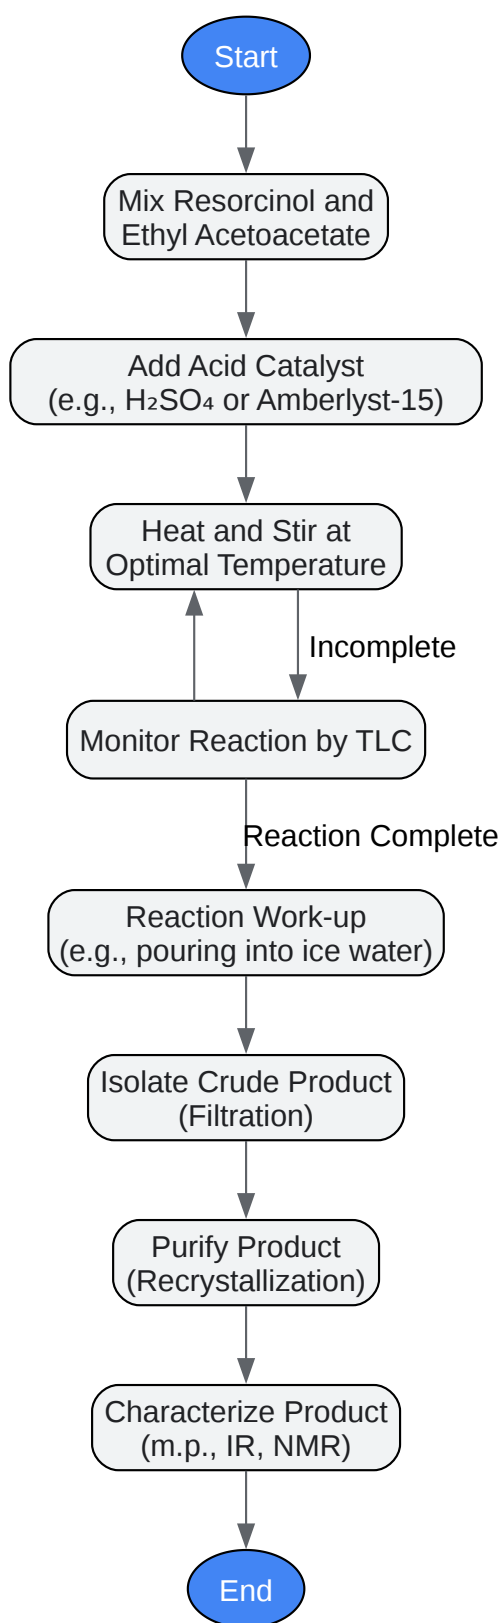 Start
Mix Resorcinol and
Ethyl Acetoacetate
Add Acid Catalyst
(e.g., H₂SO₄ or Amberlyst-15)
Heat and Stir at
Optimal Temperature
Incomplete
Monitor Reaction by TLC
Reaction Complete
Reaction Work-up
(e.g., pouring into ice water)
Isolate Crude Product
(Filtration)
Purify Product
(Recrystallization)
Characterize Product
(m.p., IR, NMR)
End